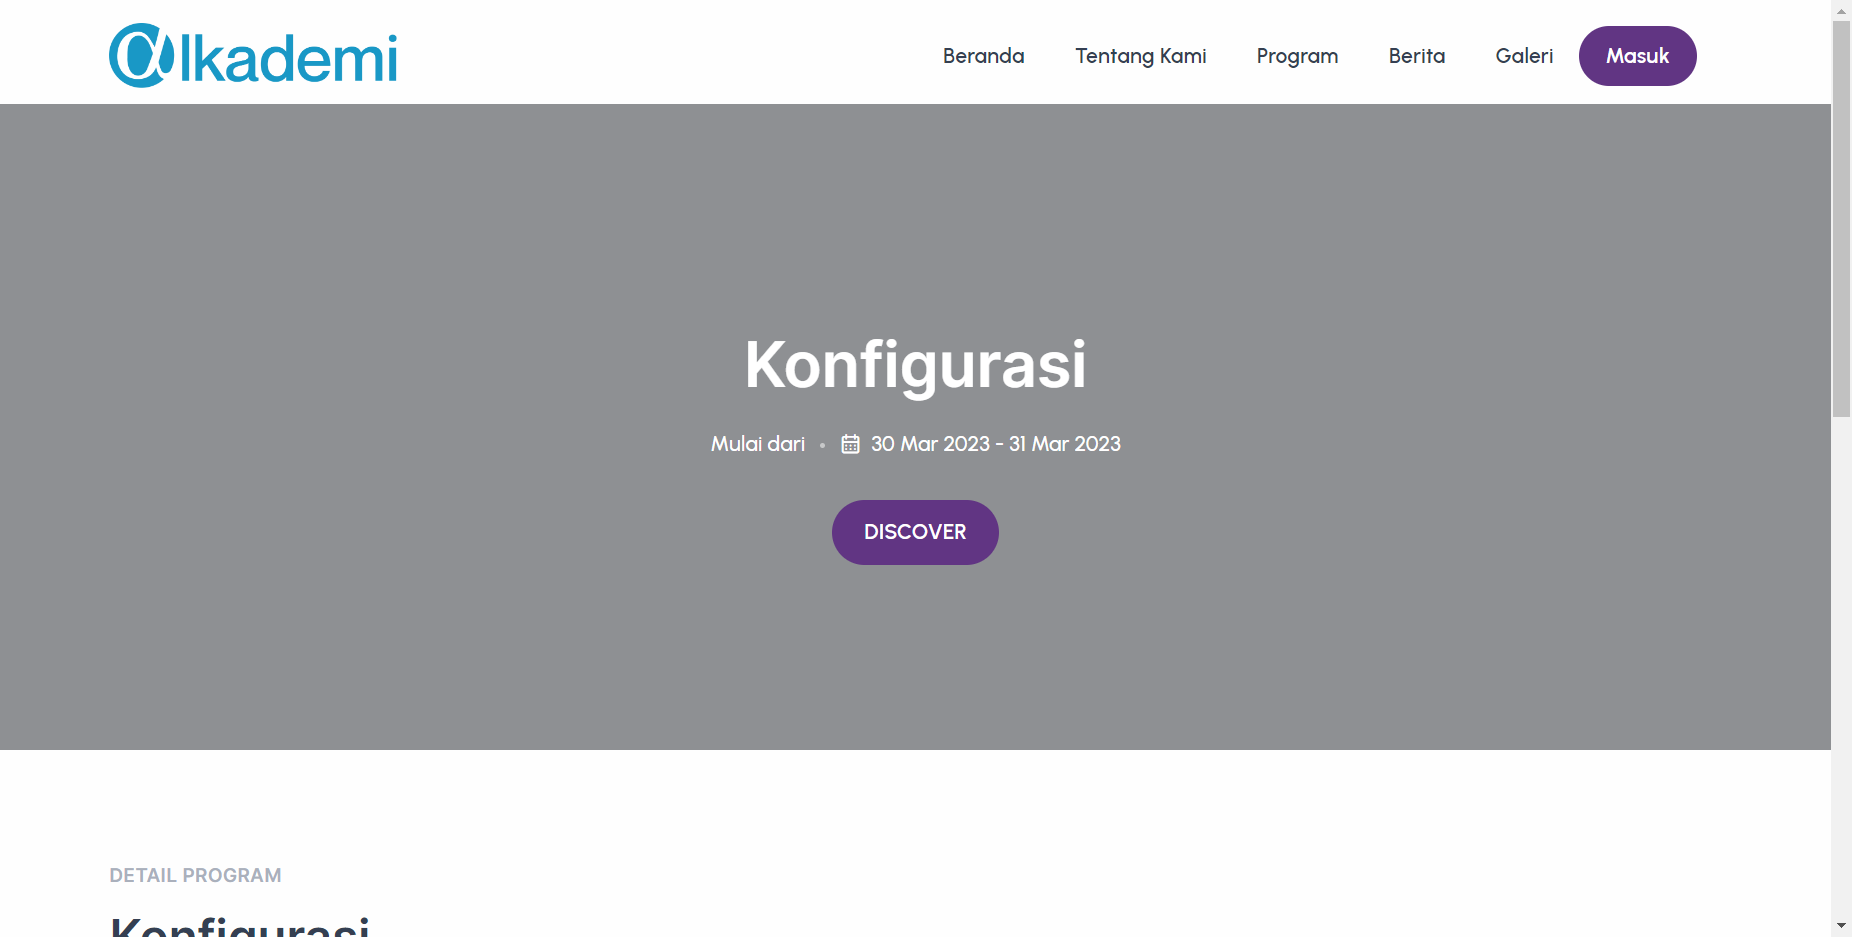 αlkademi
Beranda Tentang Kami Program Berita Galeri Masuk
Konfigurasi
Mulai dari • 30 Mar 2023 - 31 Mar 2023
DISCOVER
DETAIL PROGRAM
Konfigurasi